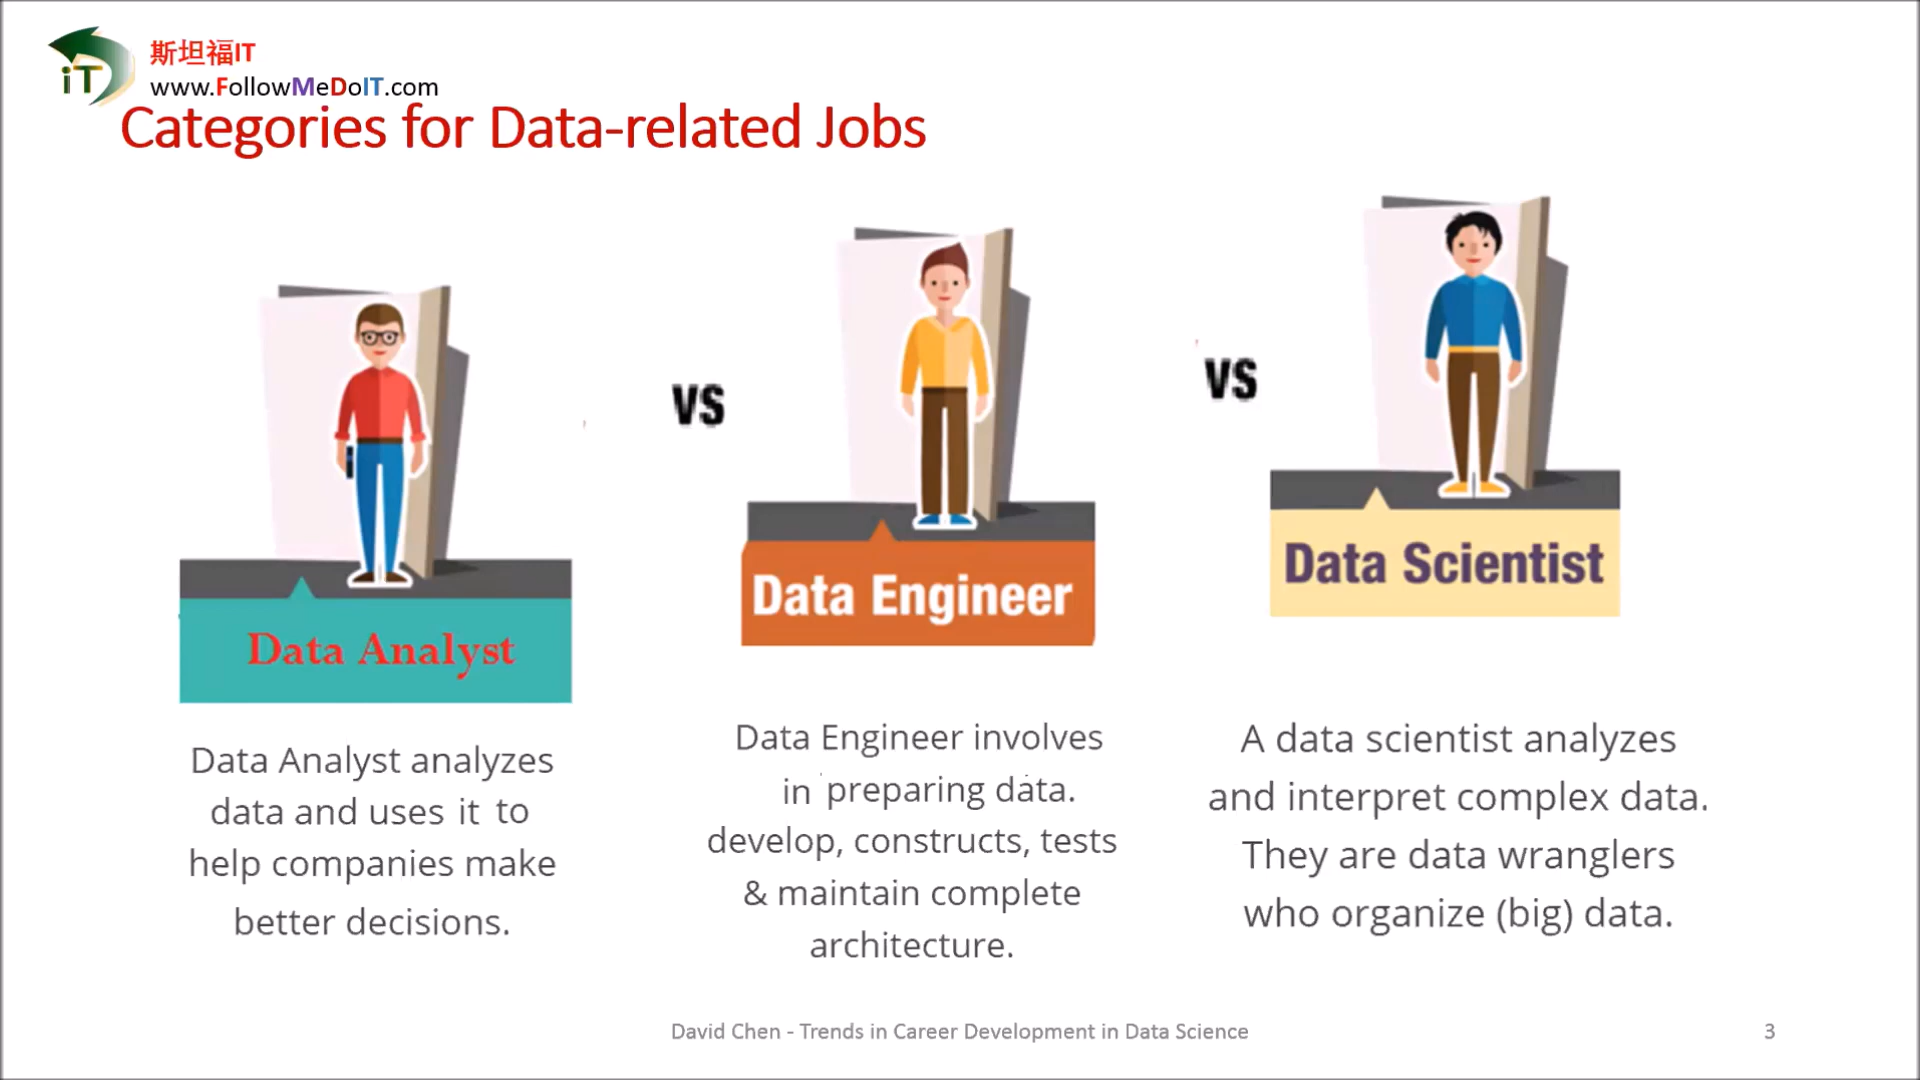 iT
斯坦福IT
www.FollowMeDoIT.com
Categories for Data-related Jobs
vs
vs
Data Analyst
Data Engineer
Data Scientist
Data Analyst analyzes
data and uses it to
help companies make
better decisions.
Data Engineer involves
in preparing data.
develop, constructs, tests
& maintain complete
architecture.
A data scientist analyzes
and interpret complex data.
They are data wranglers
who organize (big) data.
David Chen - Trends in Career Development in Data Science
3